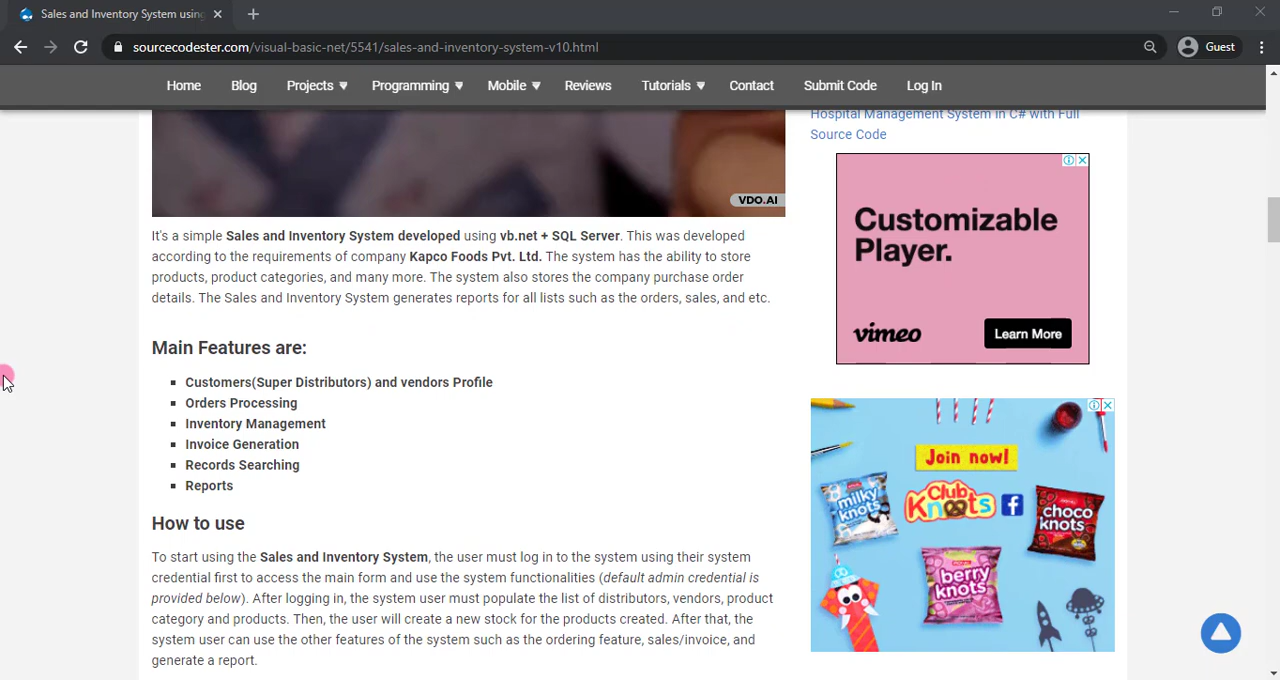 Sales and Inventory System using
sourcecodester.com/visual-basic-net/5541/sales-and-inventory-system-v10.html
Guest
Home Blog Projects Programming Mobile Reviews Tutorials Contact Submit Code Log In
Hospital Management System in C# with Full
Source Code
VDO.AI
It's a simple Sales and Inventory System developed using vb.net + SQL Server. This was developed
according to the requirements of company Kapco Foods Pvt. Ltd. The system has the ability to store
products, product categories, and many more. The system also stores the company purchase order
details. The Sales and Inventory System generates reports for all lists such as the orders, sales, and etc.
Main Features are:
Customers(Super Distributors) and vendors Profile
Orders Processing
Inventory Management
Invoice Generation
Records Searching
Reports
How to use
To start using the Sales and Inventory System, the user must log in to the system using their system
credential first to access the main form and use the system functionalities (default admin credential is
provided below). After logging in, the system user must populate the list of distributors, vendors, product
category and products. Then, the user will create a new stock for the products created. After that, the
system user can use the other features of the system such as the ordering feature, sales/invoice, and
generate a report.
Customizable
Player.
vimeo
Learn More
Join now!
Club
Knots
f
milky
knots
choco
knots
berry
knots